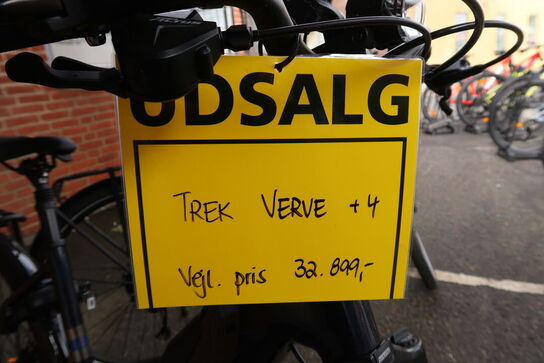 UDSALG
TREK VERVE +4
Vejl. pris 32.899,-